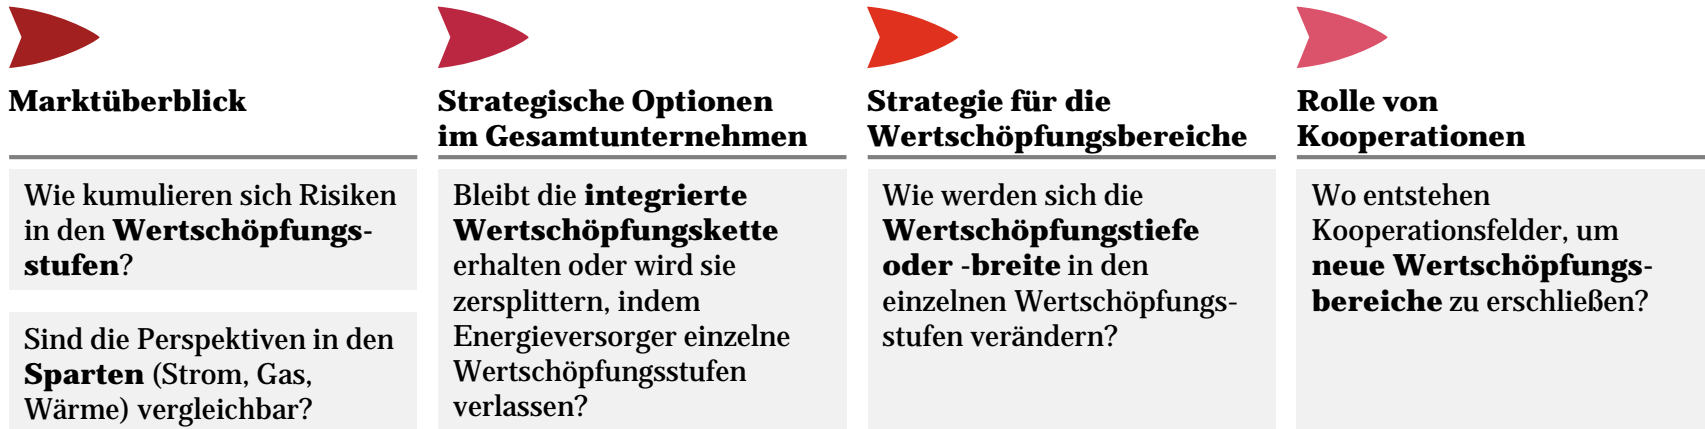 Marktüberblick
Wie kumulieren sich Risiken
in den Wertschöpfungs-
stufen?
Sind die Perspektiven in den
Sparten (Strom, Gas,
Wärme) vergleichbar?
Strategische Optionen
im Gesamtunternehmen
Bleibt die integrierte
Wertschöpfungskette
erhalten oder wird sie
zersplittern, indem
Energieversorger einzelne
Wertschöpfungsstufen
verlassen?
Strategie für die
Wertschöpfungsbereiche
Wie werden sich die
Wertschöpfungstiefe
oder -breite in den
einzelnen Wertschöpfungs-
stufen verändern?
Rolle von
Kooperationen
Wo entstehen
Kooperationsfelder, um
neue Wertschöpfungs-
bereiche zu erschließen?